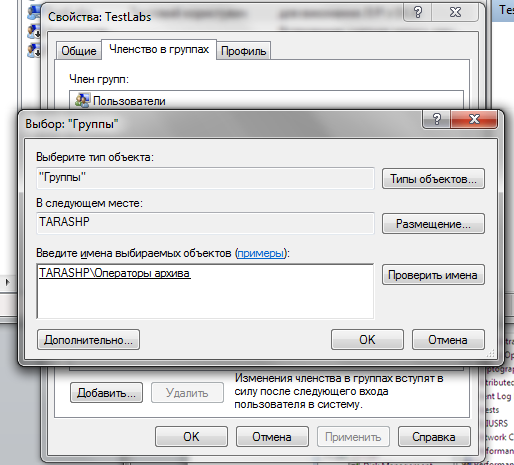 Свойства: TestLabs
Общие
Членство в группах
Профиль
Член групп:
Пользователи
Выбор: "Группы"
Выберите тип объекта:
"Группы"
Типы объектов...
В следующем месте:
TARASHP
Размещение...
Введите имена выбираемых объектов (примеры):
TARASHP\Операторы архива
Проверить имена
Дополнительно...
ОК
Отмена
Добавить...
Удалить
Изменения членства в группах вступят в
силу после следующего входа
пользователя в систему.
ОК
Отмена
Применить
Справка